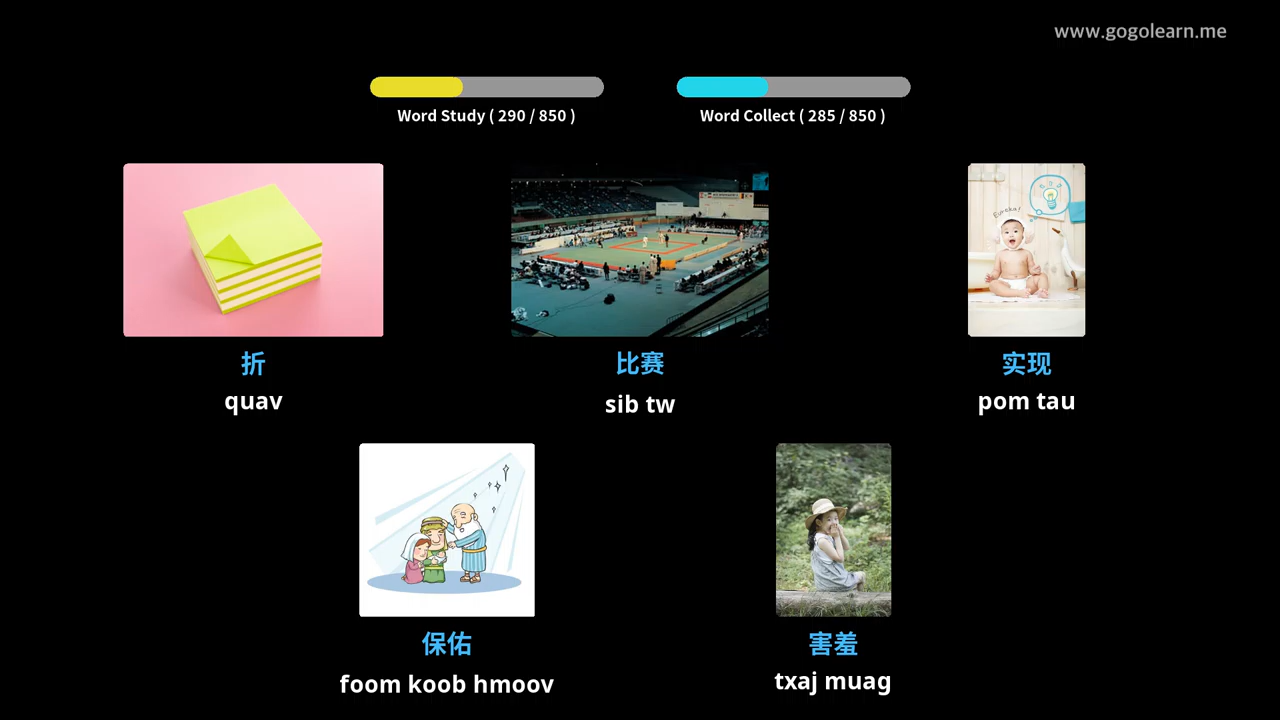 www.gogolearn.me
Word Study ( 290 / 850 )
Word Collect ( 285 / 850 )
Eureka!
折
quav
比赛
sib tw
实现
pom tau
保佑
foom koob hmoov
害羞
txaj muag